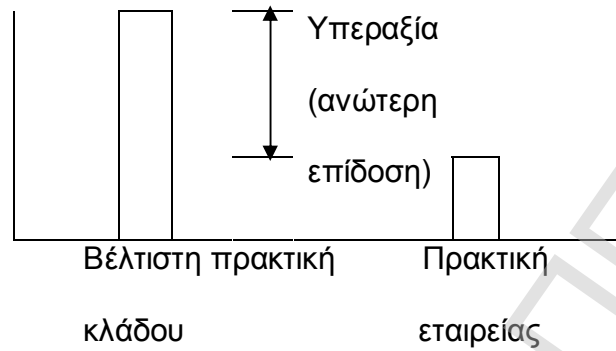 Υπεραξία
(ανώτερη
επίδοση)
Βέλτιστη πρακτική
κλάδου
Πρακτική
εταιρείας